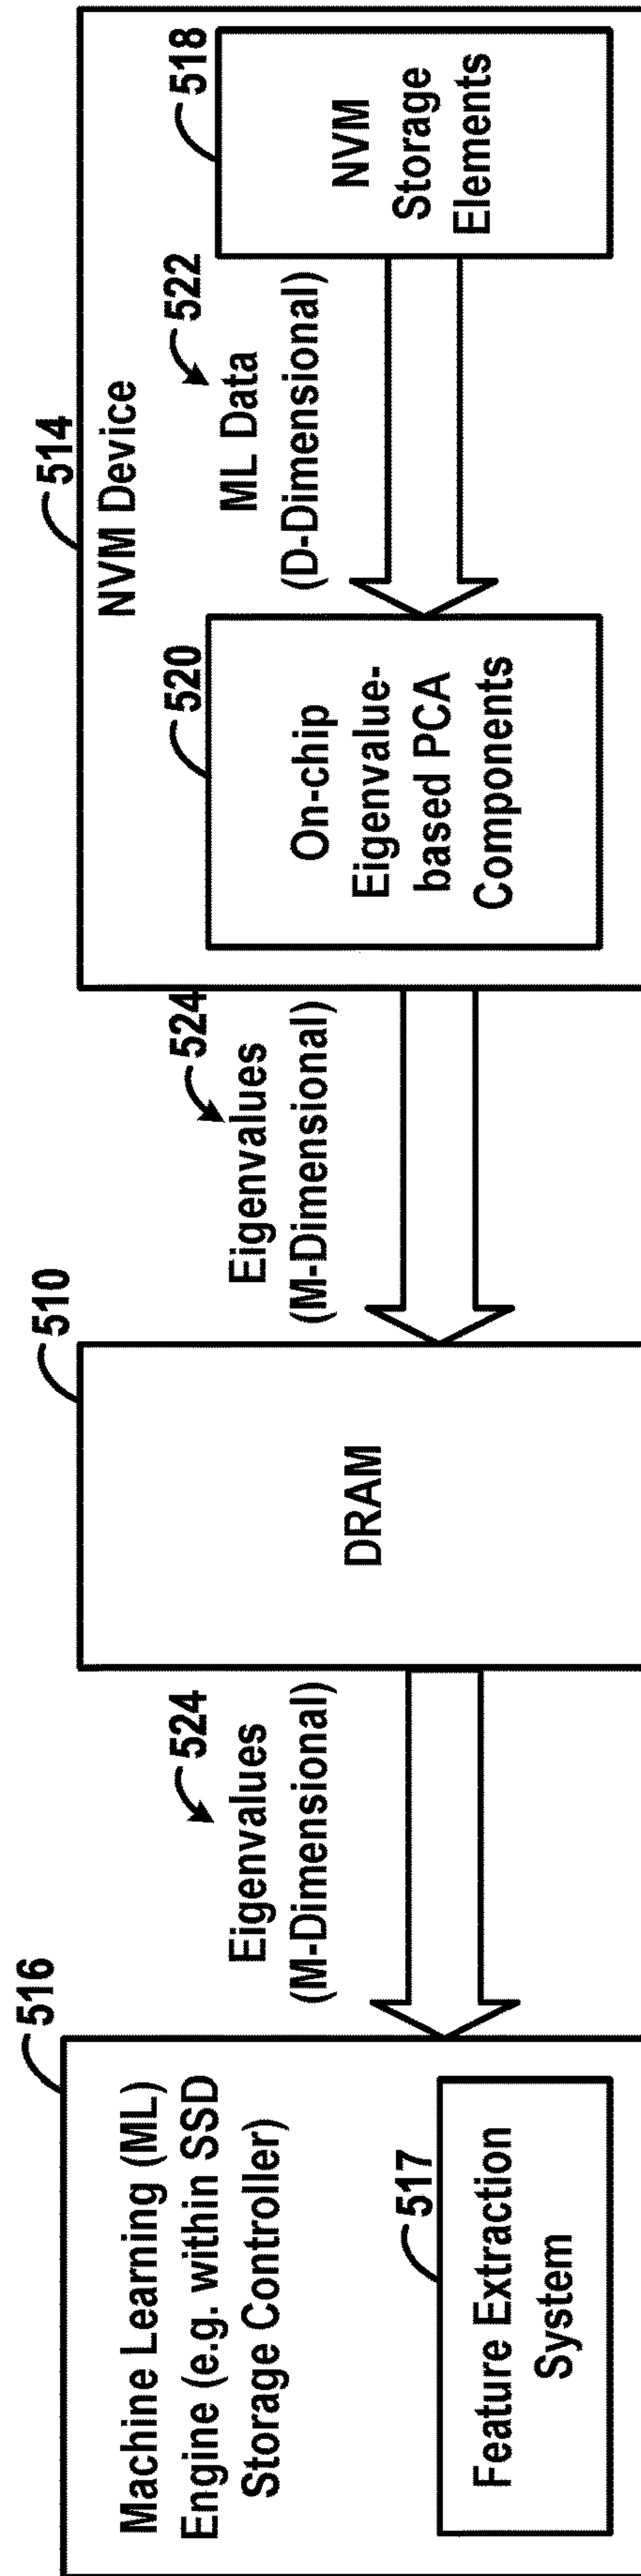 516
Machine Learning (ML)
Engine (e.g. within SSD
Storage Controller)
517
Feature Extraction
System
524
Eigenvalues
(M-Dimensional)
510
DRAM
524
Eigenvalues
(M-Dimensional)
514
NVM Device
520
On-chip
Eigenvalue-
based PCA
Components
522
ML Data
(D-Dimensional)
518
NVM
Storage
Elements